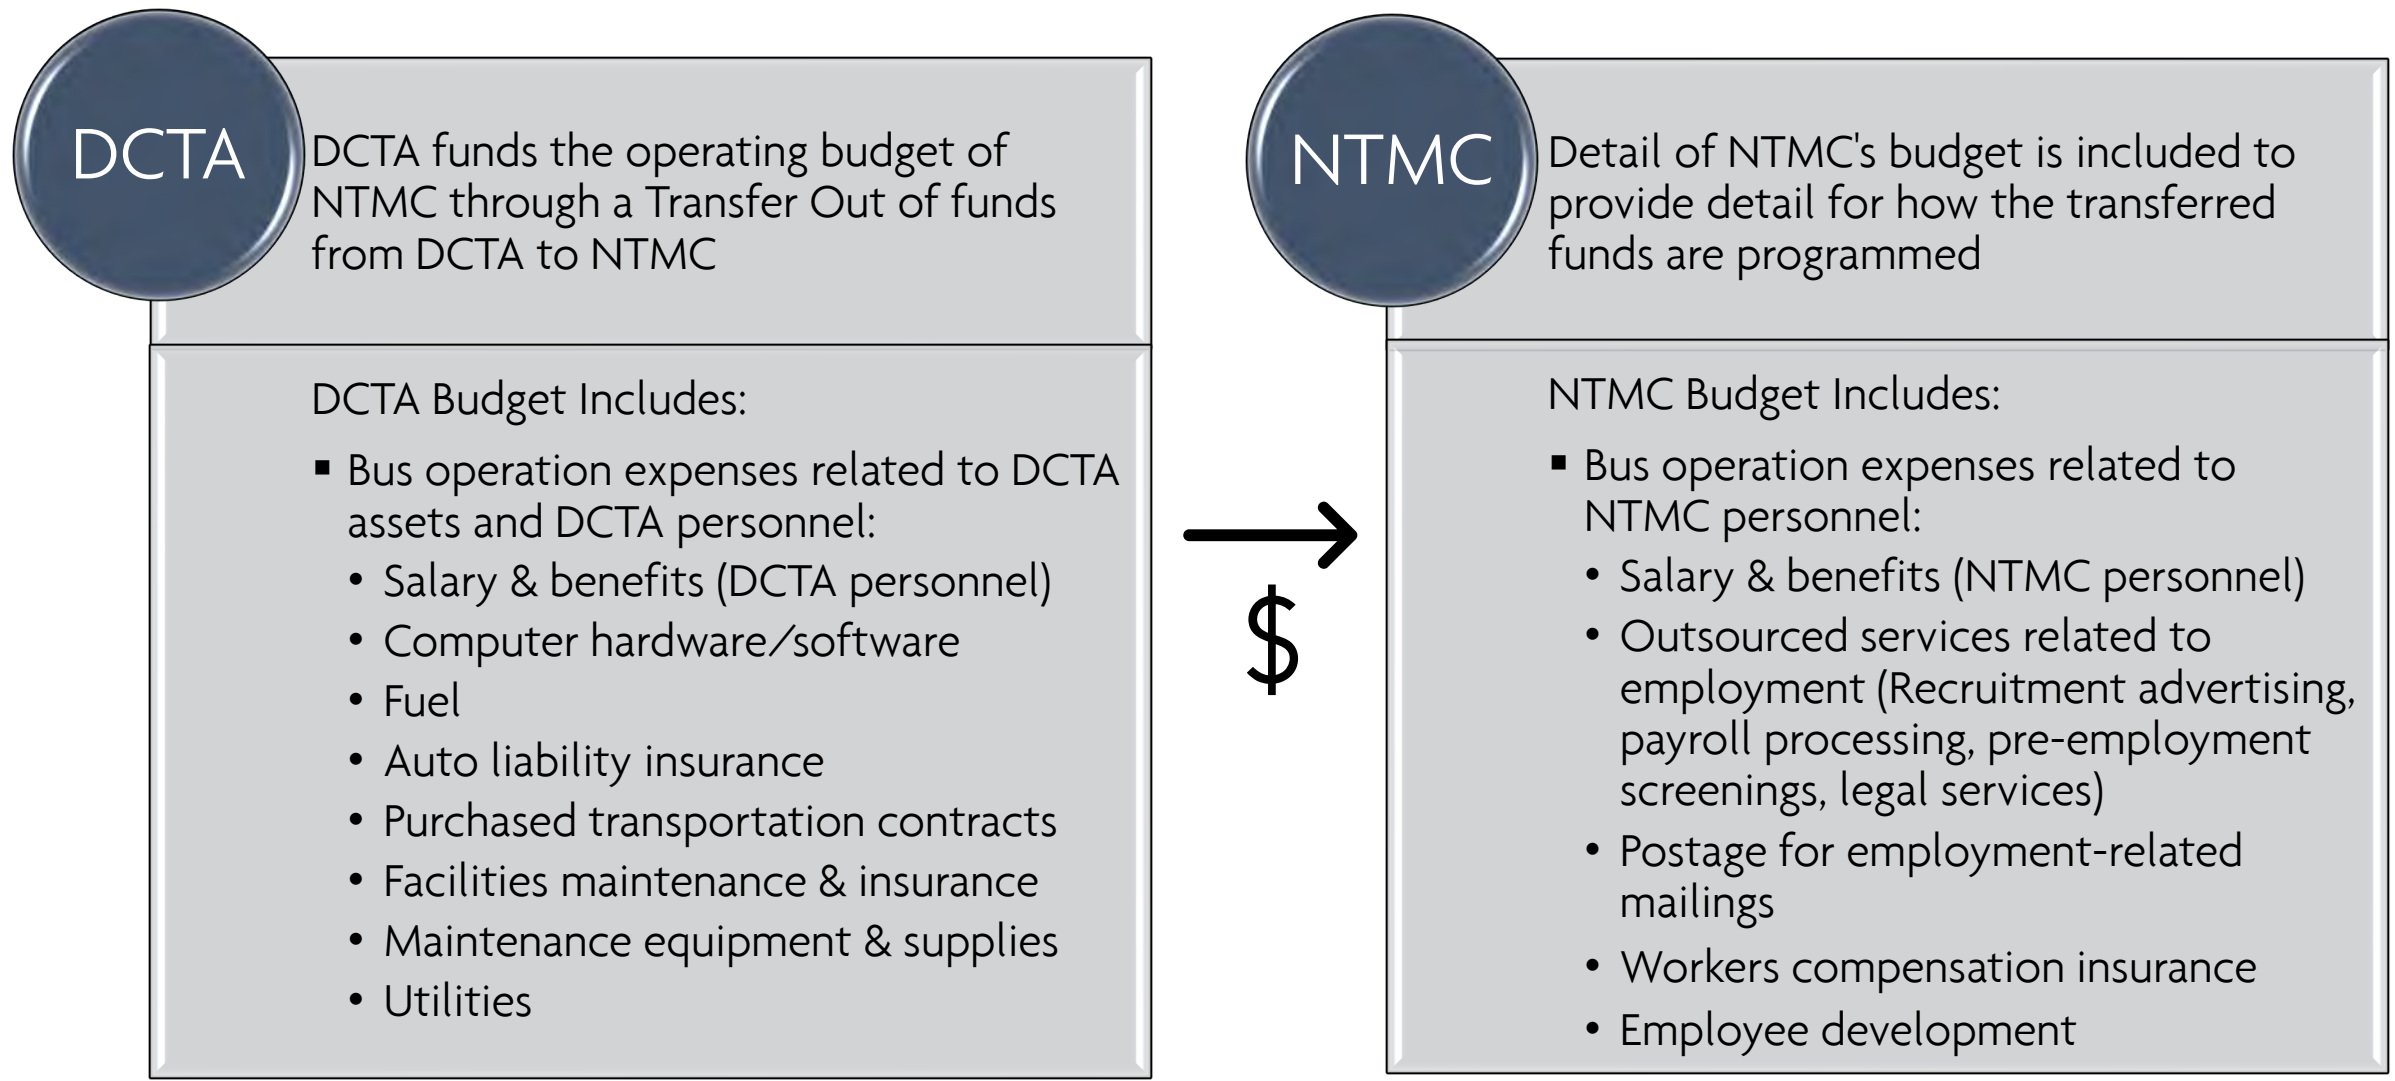 DCTA
DCTA funds the operating budget of
NTMC through a Transfer Out of funds
from DCTA to NTMC
DCTA Budget Includes:
▪ Bus operation expenses related to DCTA
assets and DCTA personnel:
• Salary & benefits (DCTA personnel)
• Computer hardware/software
• Fuel
• Auto liability insurance
• Purchased transportation contracts
• Facilities maintenance & insurance
• Maintenance equipment & supplies
• Utilities
$
NTMC
Detail of NTMC's budget is included to
provide detail for how the transferred
funds are programmed
NTMC Budget Includes:
▪ Bus operation expenses related to
NTMC personnel:
• Salary & benefits (NTMC personnel)
• Outsourced services related to
employment (Recruitment advertising,
payroll processing, pre-employment
screenings, legal services)
• Postage for employment-related
mailings
• Workers compensation insurance
• Employee development